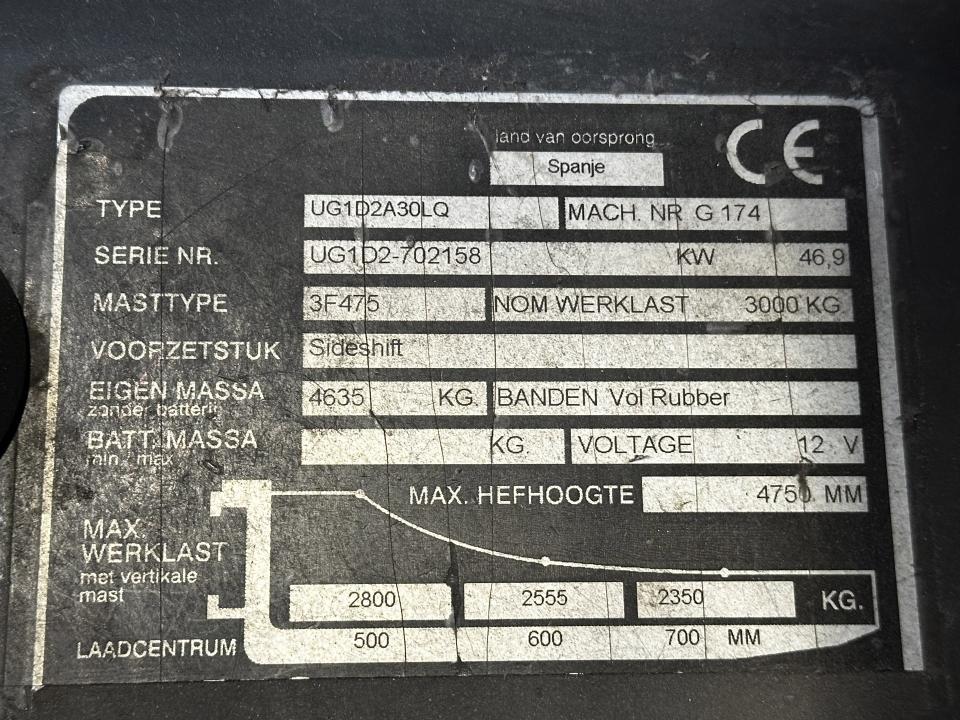 land van oorsprong
CE
Spanje
TYPE UG1D2A30LQ MACH. NR G 174
SERIE NR. UG1D2-702158 KW 46,9
MASTTYPE 3F475 NOM WERKLAST 3000 KG
VOORZETSTUK Sideshift
EIGEN MASSA 4635 KG. BANDEN Vol Rubber
zonder batterij
BATT. MASSA KG. VOLTAGE 12 V
min / max
MAX. HEFHOOGTE 4750 MM
MAX.
WERKLAST
met vertikale
mast
2800 2555 2350 KG.
LAADCENTRUM 500 600 700 MM